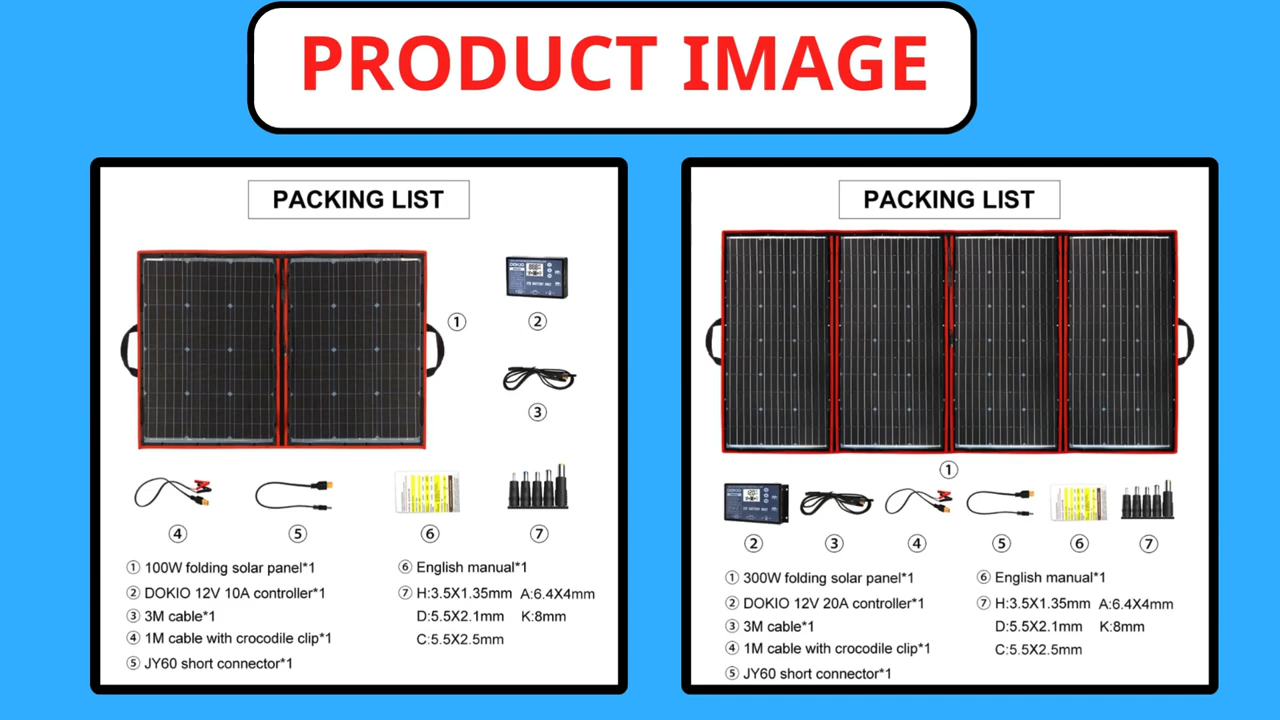 PRODUCT IMAGE
PACKING LIST
①
DOKIO
②
③
④ ⑤ ⑥ ⑦
① 100W folding solar panel*1
② DOKIO 12V 10A controller*1
③ 3M cable*1
④ 1M cable with crocodile clip*1
⑤ JY60 short connector*1
⑥ English manual*1
⑦ H:3.5X1.35mm A:6.4X4mm
D:5.5X2.1mm K:8mm
C:5.5X2.5mm
PACKING LIST
①
DOKIO
② ③ ④ ⑤ ⑥ ⑦
① 300W folding solar panel*1
② DOKIO 12V 20A controller*1
③ 3M cable*1
④ 1M cable with crocodile clip*1
⑤ JY60 short connector*1
⑥ English manual*1
⑦ H:3.5X1.35mm A:6.4X4mm
D:5.5X2.1mm K:8mm
C:5.5X2.5mm